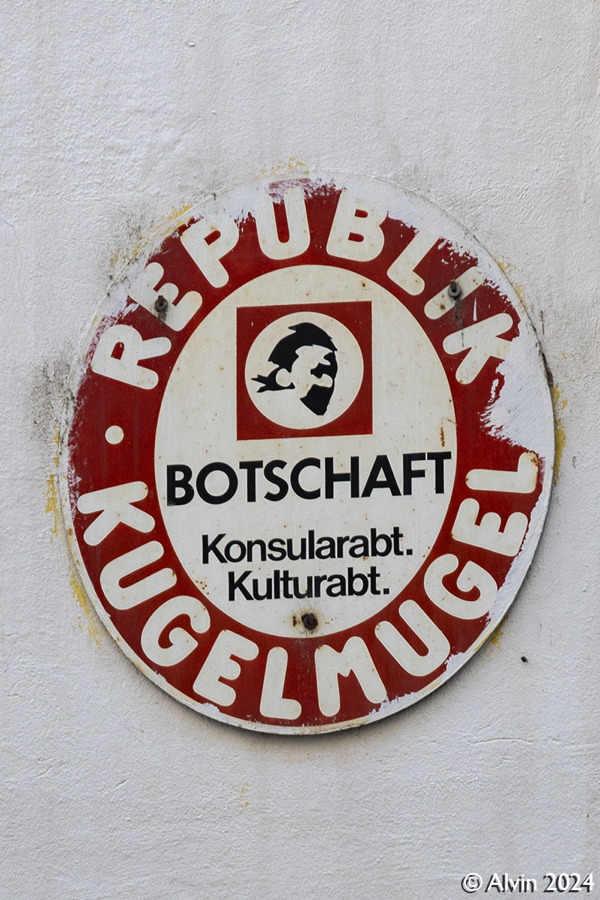 REPUBLIK
KUGELMUGEL
BOTSCHAFT
Konsularabt.
Kulturabt.
© Alvin 2024